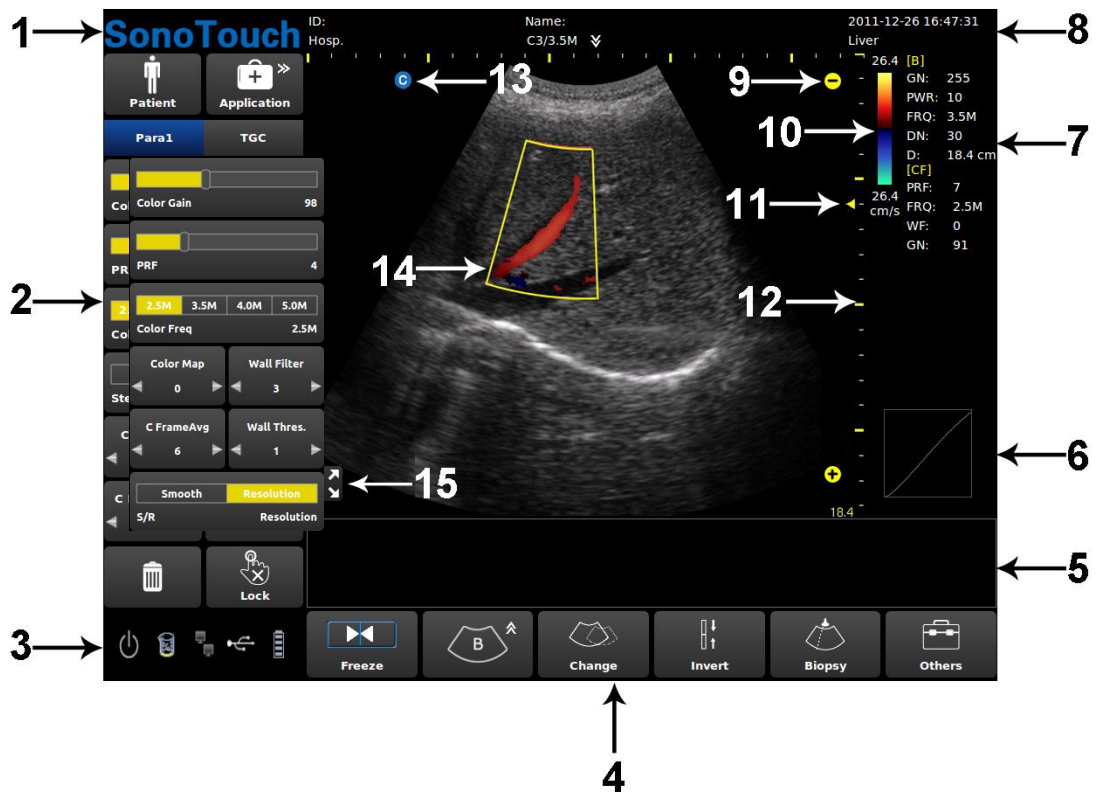 1
SonoTouch
ID:
Name:
2011-12-26 16:47:31
8
Hosp.
C3/3.5M
Liver
Patient
Application
C
13
9
26.4
[B]
GN: 255
PWR: 10
FRQ: 3.5M
DN: 30
D: 18.4 cm
[CF]
PRF: 7
FRQ: 2.5M
WF: 0
GN: 91
10
7
26.4
cm/s
11
Para1
TGC
Col
Color Gain 98
PR
PRF 4
14
2
2
2.5M 3.5M 4.0M 5.0M
Co
Color Freq 2.5M
12
Color Map
0
Wall Filter
3
Ste
C FrameAvg
6
Wall Thres.
1
C
6
C
Smooth Resolution
S/R Resolution
15
18.4
5
Lock
3
Freeze
B
Change
Invert
Biopsy
Others
4